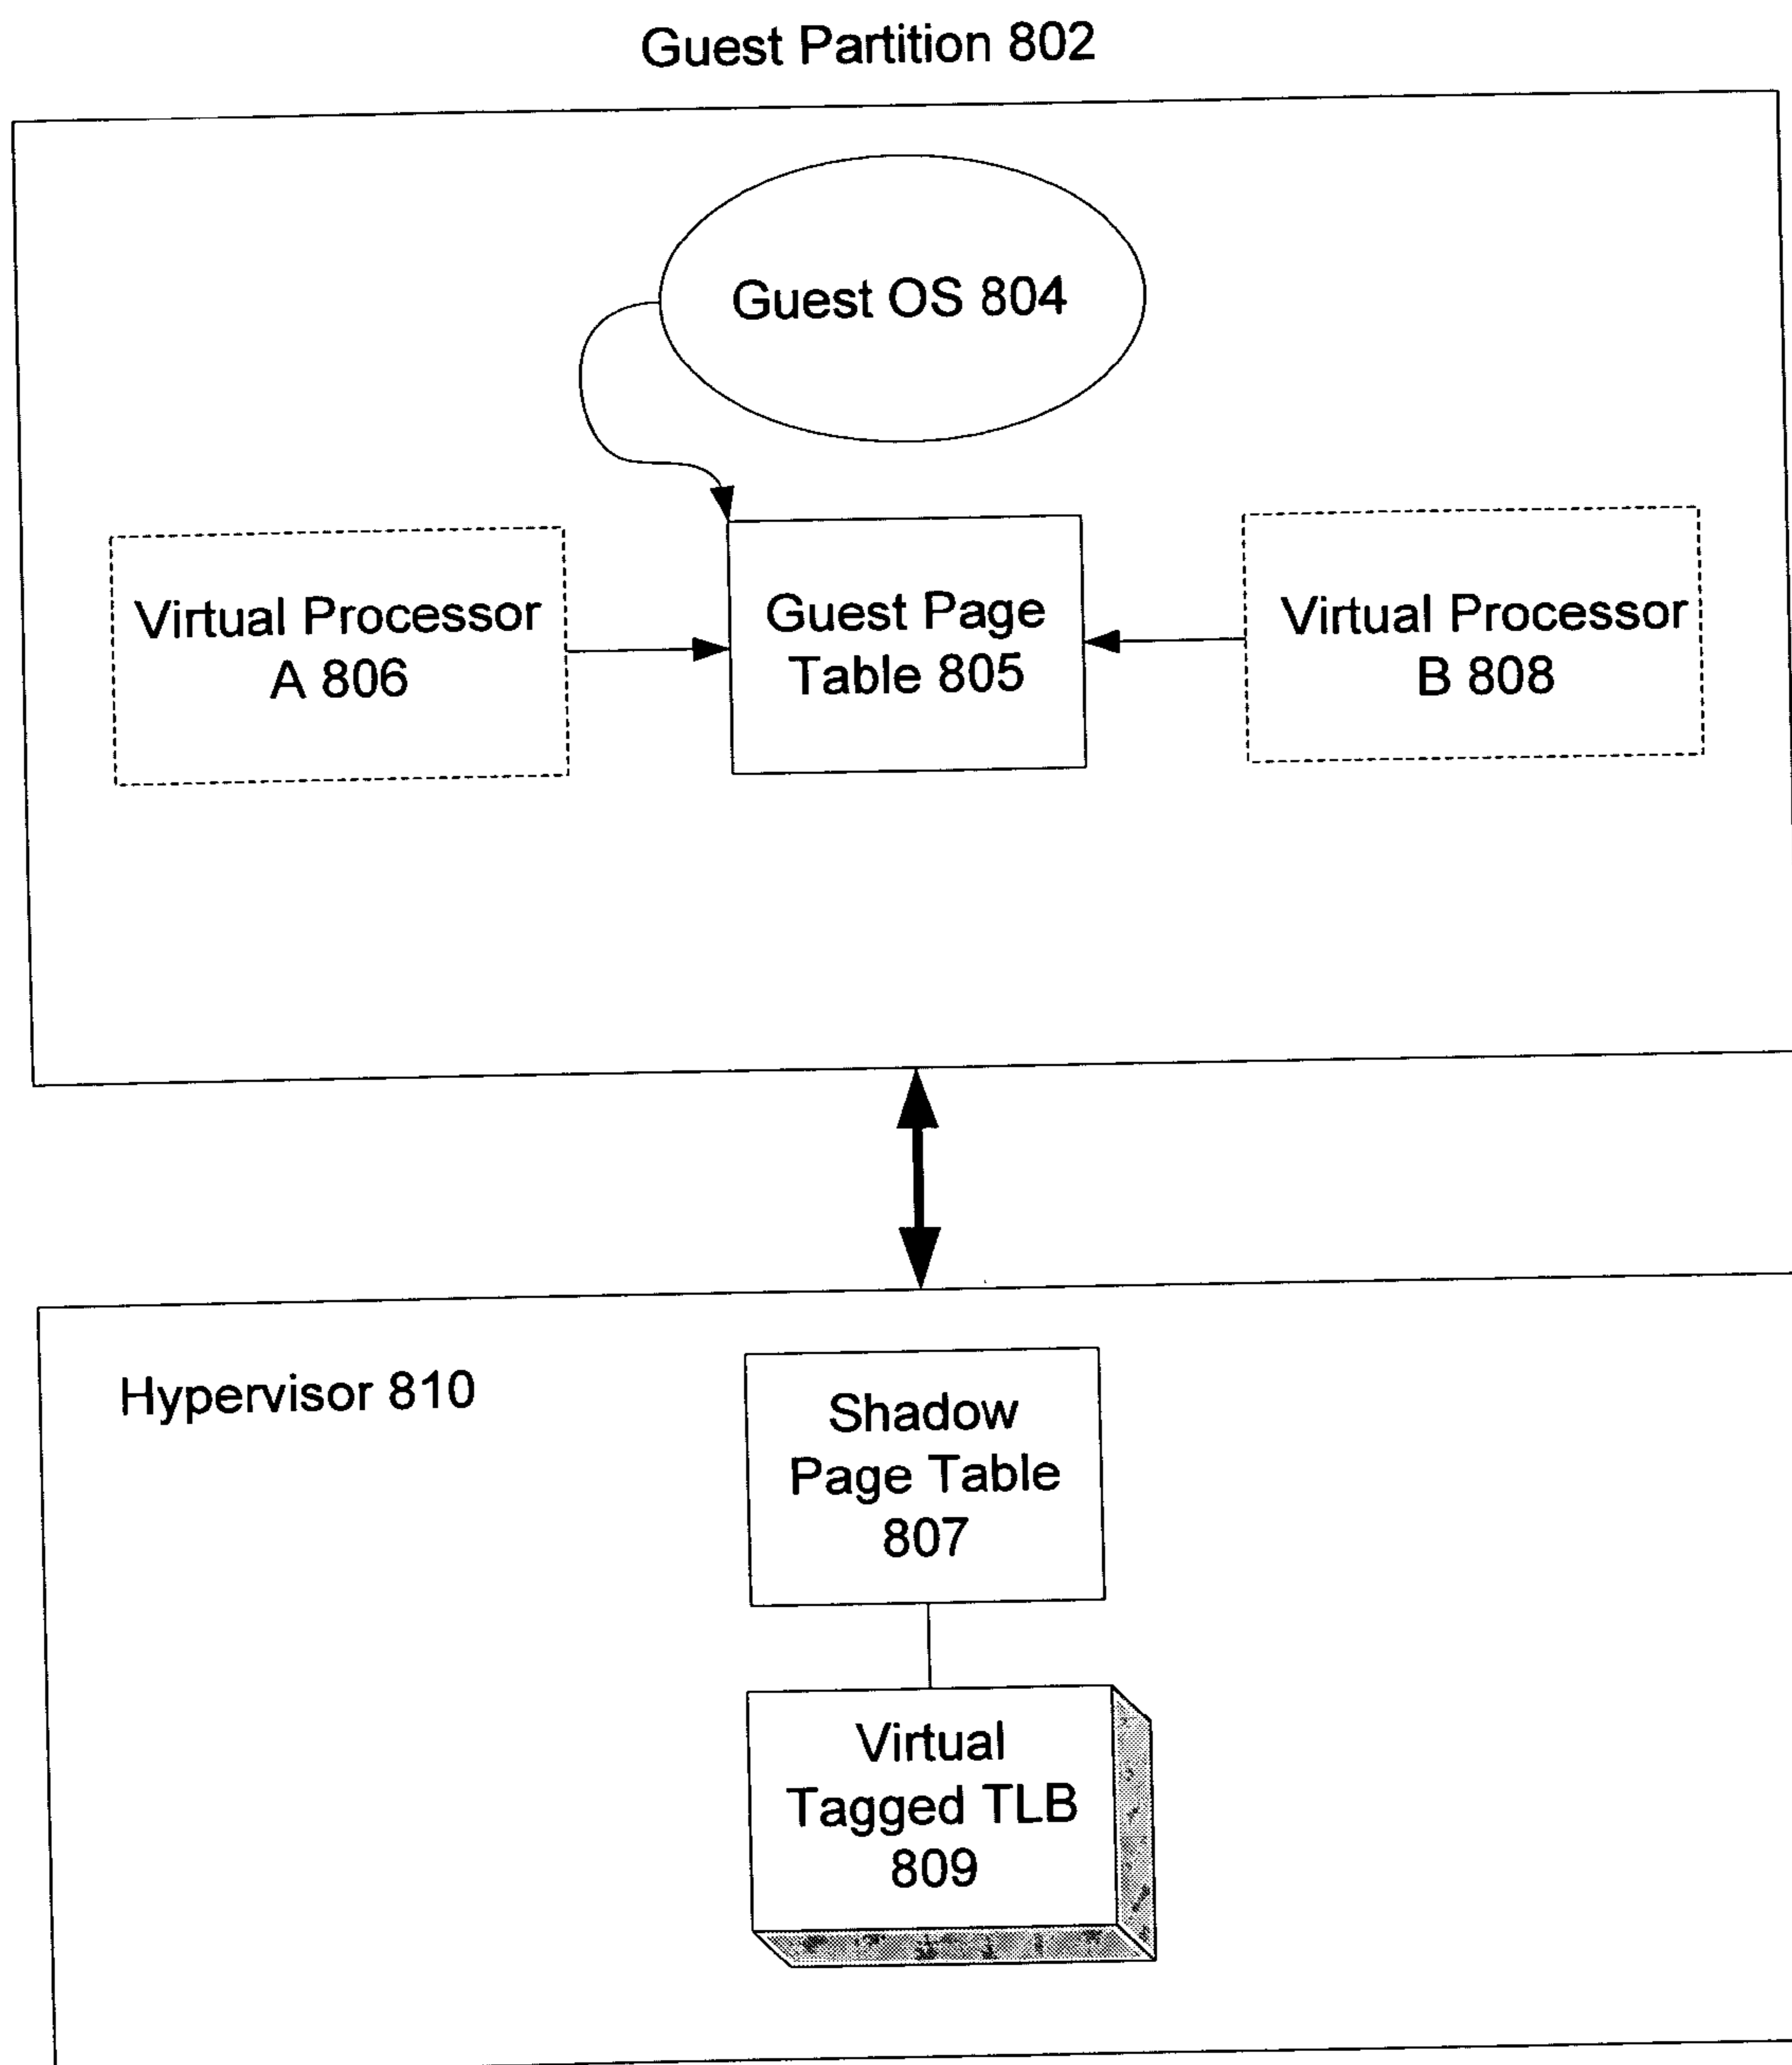 Guest Partition 802
Guest OS 804
Virtual Processor
A 806
Guest Page
Table 805
Virtual Processor
B 808
Hypervisor 810
Shadow
Page Table
807
Virtual
Tagged TLB
809